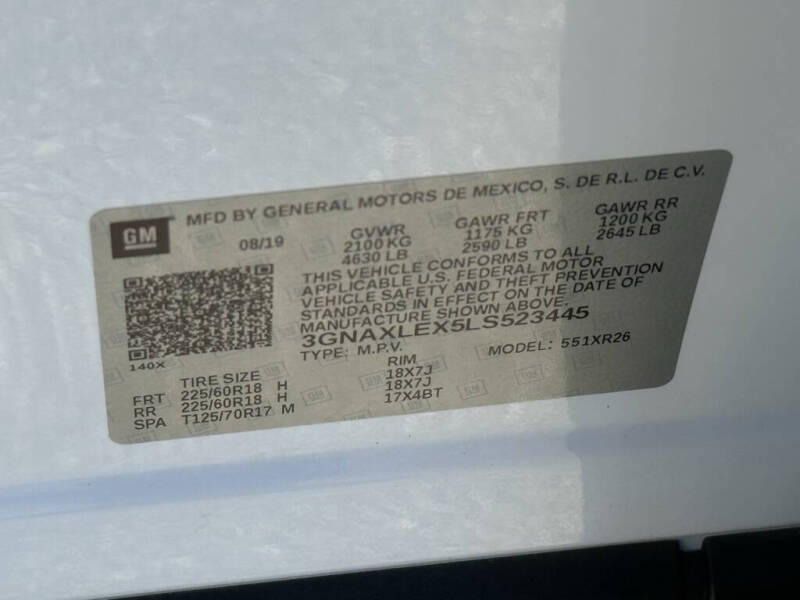 GM
MFD BY GENERAL MOTORS DE MEXICO, S. DE R.L. DE C.V.
08/19 GVWR GAWR FRT GAWR RR
2100 KG 1175 KG 1200 KG
4630 LB 2590 LB 2645 LB
THIS VEHICLE CONFORMS TO ALL
APPLICABLE U.S. FEDERAL MOTOR
VEHICLE SAFETY AND THEFT PREVENTION
STANDARDS IN EFFECT ON THE DATE OF
MANUFACTURE SHOWN ABOVE.
3GNAXLEX5LS523445
140X
TYPE: M.P.V. MODEL: 551XR26
TIRE SIZE RIM
FRT 225/60R18 H 18X7J
RR 225/60R18 H 18X7J
SPA T125/70R17 M 17X4BT